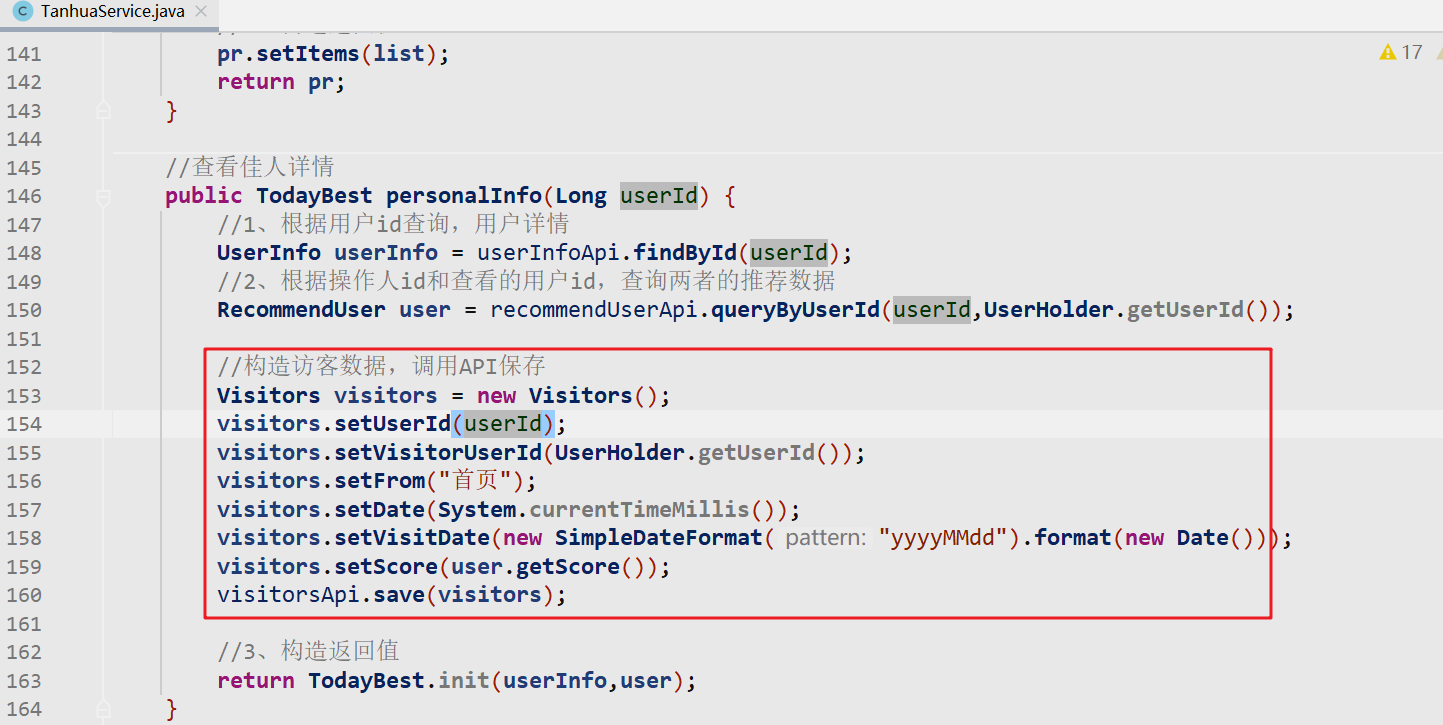 TanhuaService.java
141 pr.setItems(list);
17
142 return pr;
143 }
144
145 //查看佳人详情
146 public TodayBest personalInfo(Long userId) {
147 //1、根据用户id查询，用户详情
148 UserInfo userInfo = userInfoApi.findById(userId);
149 //2、根据操作人id和查看的用户id，查询两者的推荐数据
150 RecommendUser user = recommendUserApi.queryByUserId(userId,UserHolder.getUserId());
151
152 //构造访客数据，调用API保存
153 Visitors visitors = new Visitors();
154 visitors.setUserId(userId);
155 visitors.setVisitorUserId(UserHolder.getUserId());
156 visitors.setFrom("首页");
157 visitors.setDate(System.currentTimeMillis());
158 visitors.setVisitDate(new SimpleDateFormat( pattern: "yyyyMMdd").format(new Date()));
159 visitors.setScore(user.getScore());
160 visitorsApi.save(visitors);
161
162 //3、构造返回值
163 return TodayBest.init(userInfo,user);
164 }